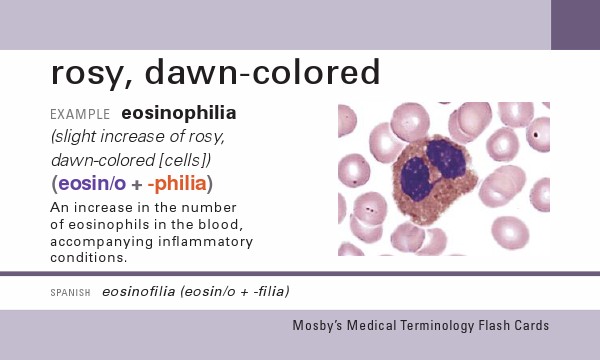 rosy, dawn-colored
EXAMPLE eosinophilia
(slight increase of rosy,
dawn-colored [cells])
(eosin/o + -philia)
An increase in the number
of eosinophils in the blood,
accompanying inflammatory
conditions.
SPANISH eosinofilia (eosin/o + -filia)
Mosby's Medical Terminology Flash Cards